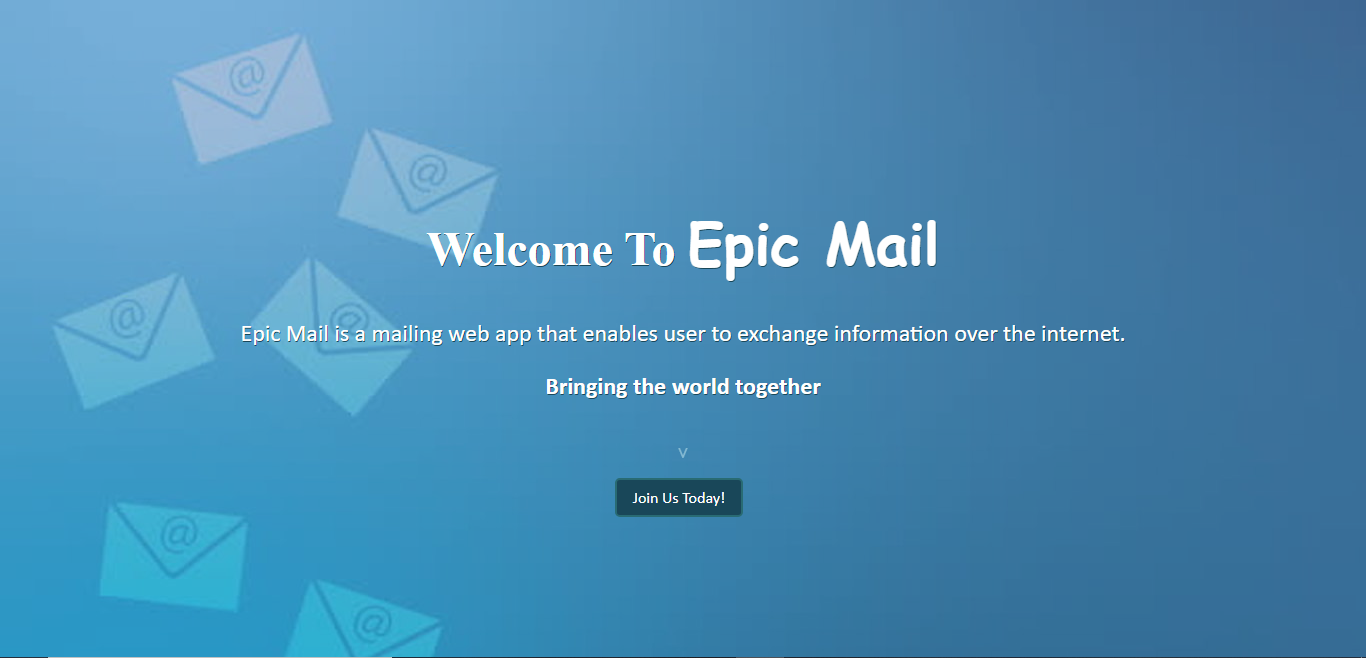 @
@
Welcome To Epic Mail
@
@
Epic Mail is a mailing web app that enables user to exchange information over the internet.
Bringing the world together
v
Join Us Today!
@
@